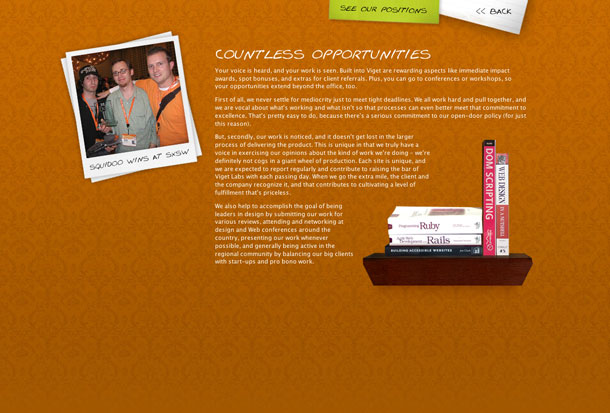 SEE OUR POSITIONS
<< BACK
COUNTLESS OPPORTUNITIES
Your voice is heard, and your work is seen. Built into Viget are rewarding aspects like immediate impact
awards, spot bonuses, and extras for client referrals. Plus, you can go to conferences or workshops, so
your opportunities extend beyond the office, too.
First of all, we never settle for mediocrity just to meet tight deadlines. We all work hard and pull together, and
we are vocal about what's working and what isn't so that processes can even better meet that commitment to
excellence. That's pretty easy to do, because there's a serious commitment to our open-door policy (for just
this reason).
But, secondly, our work is noticed, and it doesn't get lost in the larger
process of delivering the product. This is unique in that we truly have a
voice in exercising our opinions about the kind of work we're doing – we're
definitely not cogs in a giant wheel of production. Each site is unique, and
we are expected to report regularly and contribute to raising the bar of
Viget Labs with each passing day. When we go the extra mile, the client and
the company recognize it, and that contributes to cultivating a level of
fulfillment that's priceless.
We also help to accomplish the goal of being
leaders in design by submitting our work for
various reviews, attending and networking at
design and Web conferences around the
country, presenting our work whenever
possible, and generally being active in the
regional community by balancing our big clients
with start-ups and pro bono work.
SQUIDOO WINS AT SXSW
Programming Ruby
Agile Web Development with Rails
BUILDING ACCESSIBLE WEBSITES
DOM SCRIPTING
WEB DESIGN
IN A NUTSHELL